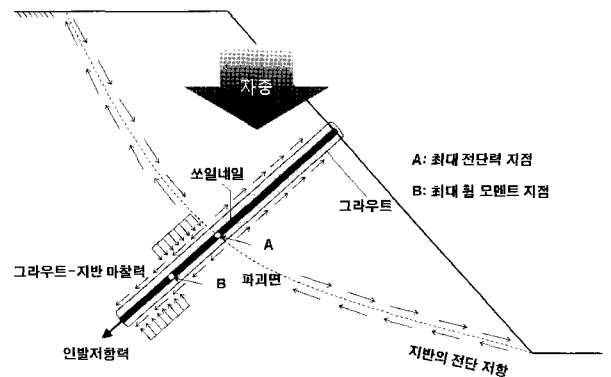 자중
A: 최대 전단력 지점
쏘일네일
B: 최대 휨 모멘트 지점
그라우트
A
그라우트-지반 마찰력
B
파괴면
인발저항력
지반의 전단 저항